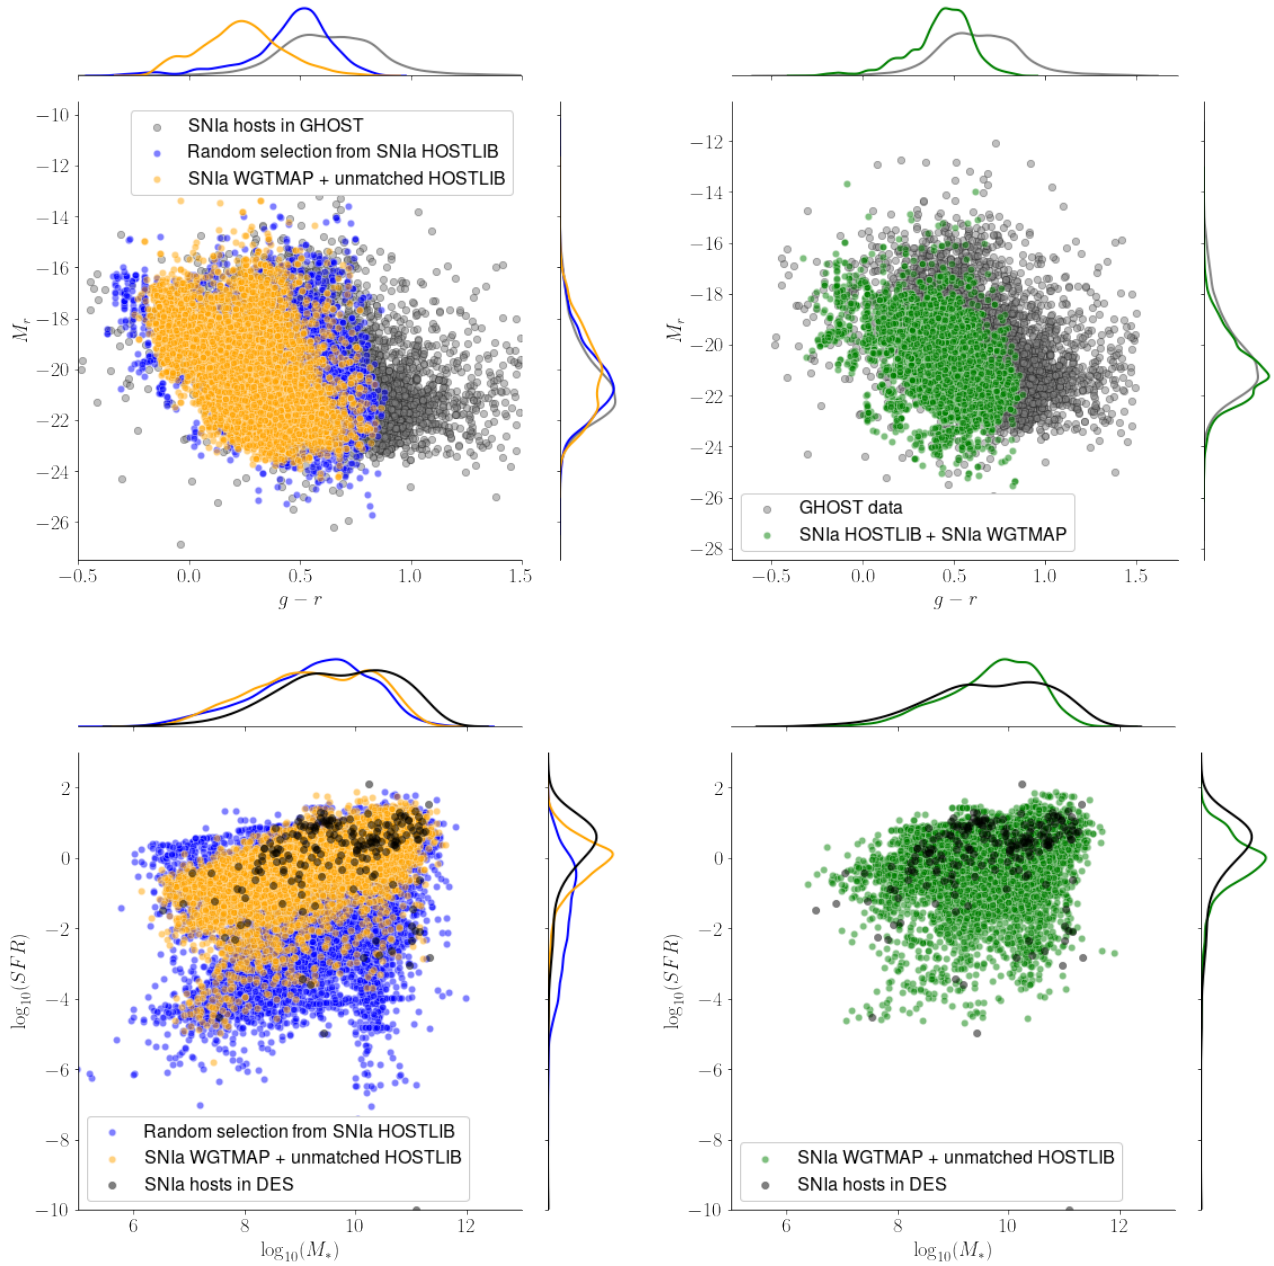 −10
−12
−14
−16
−18
−20
−22
−24
−26
M_r
SNIa hosts in GHOST
Random selection from SNIa HOSTLIB
SNIa WGTMAP + unmatched HOSTLIB
−0.5 0.0 0.5 1.0 1.5
g − r
−12
−14
−16
−18
−20
−22
−24
−26
−28
M_r
GHOST data
SNIa HOSTLIB + SNIa WGTMAP
−0.5 0.0 0.5 1.0 1.5
g − r
2
0
−2
−4
−6
−8
−10
log₁₀(SFR)
Random selection from SNIa HOSTLIB
SNIa WGTMAP + unmatched HOSTLIB
SNIa hosts in DES
6 8 10 12
log₁₀(M_*)
2
0
−2
−4
−6
−8
−10
log₁₀(SFR)
SNIa WGTMAP + unmatched HOSTLIB
SNIa hosts in DES
6 8 10 12
log₁₀(M_*)